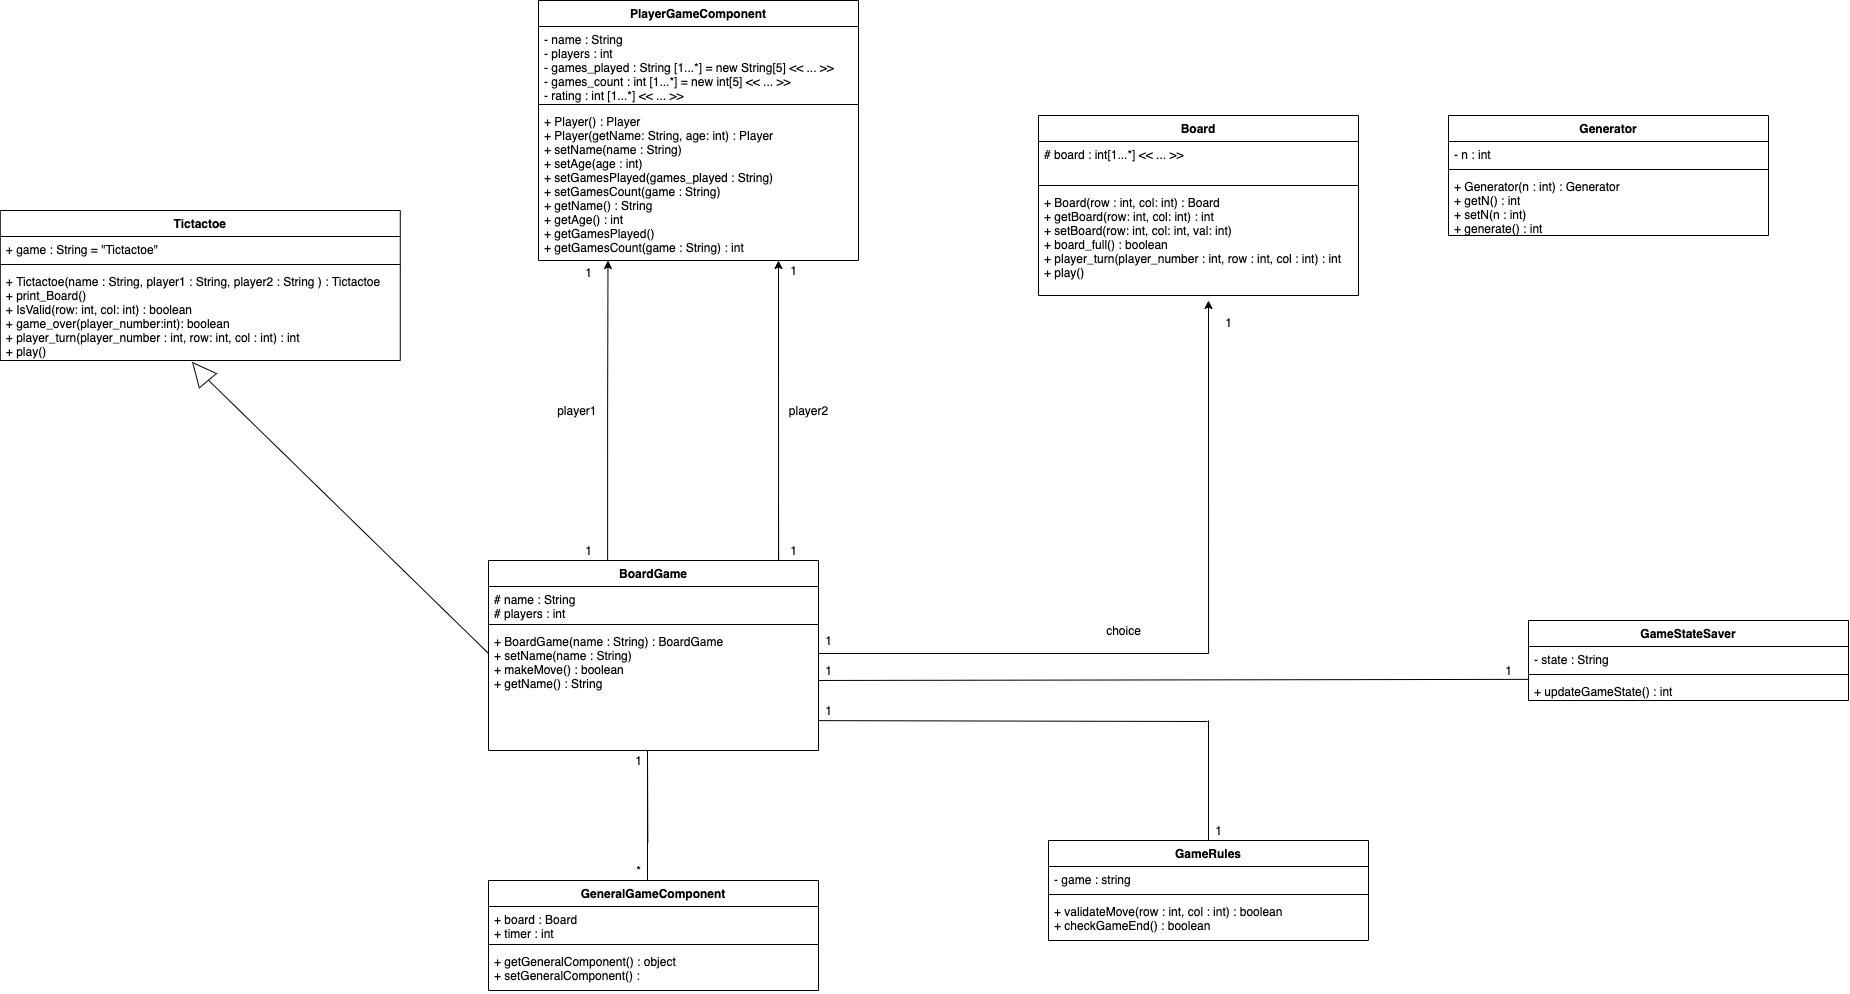 PlayerGameComponent
- name : String
- players : int
- games_played : String [1...*] = new String[5] << ... >>
- games_count : int [1...*] = new int[5] << ... >>
- rating : int [1...*] << ... >>
+ Player() : Player
+ Player(getName: String, age: int) : Player
+ setName(name : String)
+ setAge(age : int)
+ setGamesPlayed(games_played : String)
+ setGamesCount(game : String)
+ getName() : String
+ getAge() : int
+ getGamesPlayed()
+ getGamesCount(game : String) : int
Board
# board : int[1...*] << ... >>
+ Board(row : int, col: int) : Board
+ getBoard(row: int, col: int) : int
+ setBoard(row: int, col: int, val: int)
+ board_full() : boolean
+ player_turn(player_number : int, row : int, col : int) : int
+ play()
Generator
- n : int
+ Generator(n : int) : Generator
+ getN() : int
+ setN(n : int)
+ generate() : int
Tictactoe
+ game : String = "Tictactoe"
+ Tictactoe(name : String, player1 : String, player2 : String ) : Tictactoe
+ print_Board()
+ IsValid(row: int, col: int) : boolean
+ game_over(player_number:int): boolean
+ player_turn(player_number : int, row: int, col : int) : int
+ play()
1
1
1
player1
player2
1
1
BoardGame
# name : String
# players : int
+ BoardGame(name : String) : BoardGame
+ setName(name : String)
+ makeMove() : boolean
+ getName() : String
choice
1
1
1
1
GameStateSaver
- state : String
+ updateGameState() : int
1
*
1
GeneralGameComponent
+ board : Board
+ timer : int
+ getGeneralComponent() : object
+ setGeneralComponent() :
GameRules
- game : string
+ validateMove(row : int, col : int) : boolean
+ checkGameEnd() : boolean